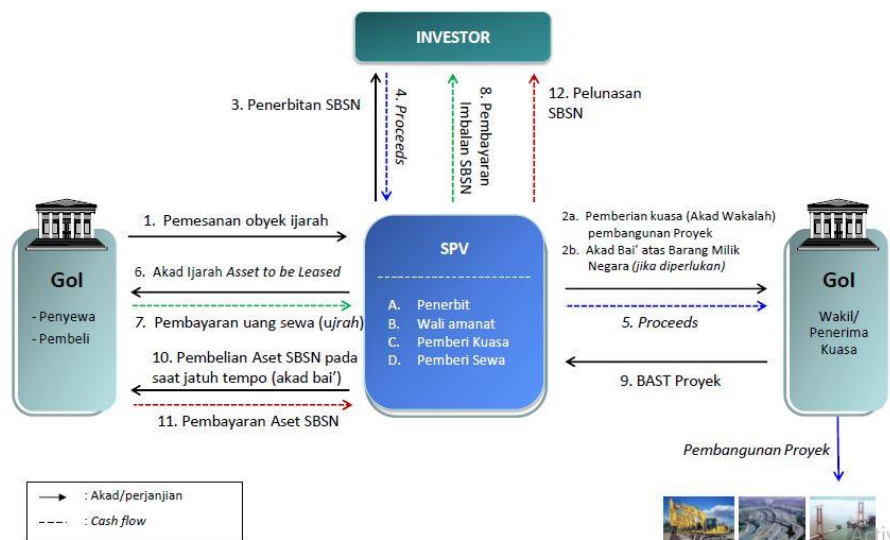 INVESTOR
3. Penerbitan SBSN
4. Proceeds
8. Pembayaran
Imbalan SBSN
12. Pelunasan
SBSN
GoI
- Penyewa
- Pembeli
1. Pemesanan obyek ijarah
6. Akad Ijarah Asset to be Leased
7. Pembayaran uang sewa (ujrah)
10. Pembelian Aset SBSN pada
saat jatuh tempo (akad bai’)
11. Pembayaran Aset SBSN
SPV
A. Penerbit
B. Wali amanat
C. Pemberi Kuasa
D. Pemberi Sewa
2a. Pemberian kuasa (Akad Wakalah)
pembangunan Proyek
2b. Akad Bai’ atas Barang Milik
Negara (jika diperlukan)
5. Proceeds
9. BAST Proyek
GoI
Wakil/
Penerima
Kuasa
Pembangunan Proyek
: Akad/perjanjian
: Cash flow